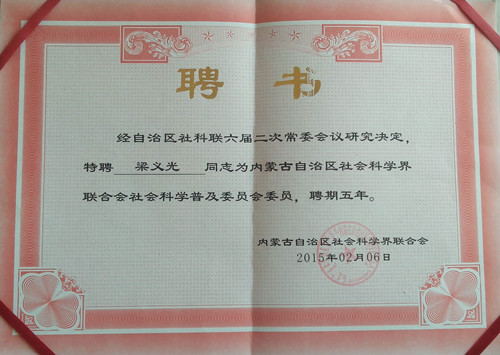 聘 书
经自治区社科联六届二次常委会议研究决定，
特聘 梁义光 同志为内蒙古自治区社会科学界
联合会社会科学普及委员会委员，聘期五年。
内蒙古自治区社会科学界联合会
2015年02月06日